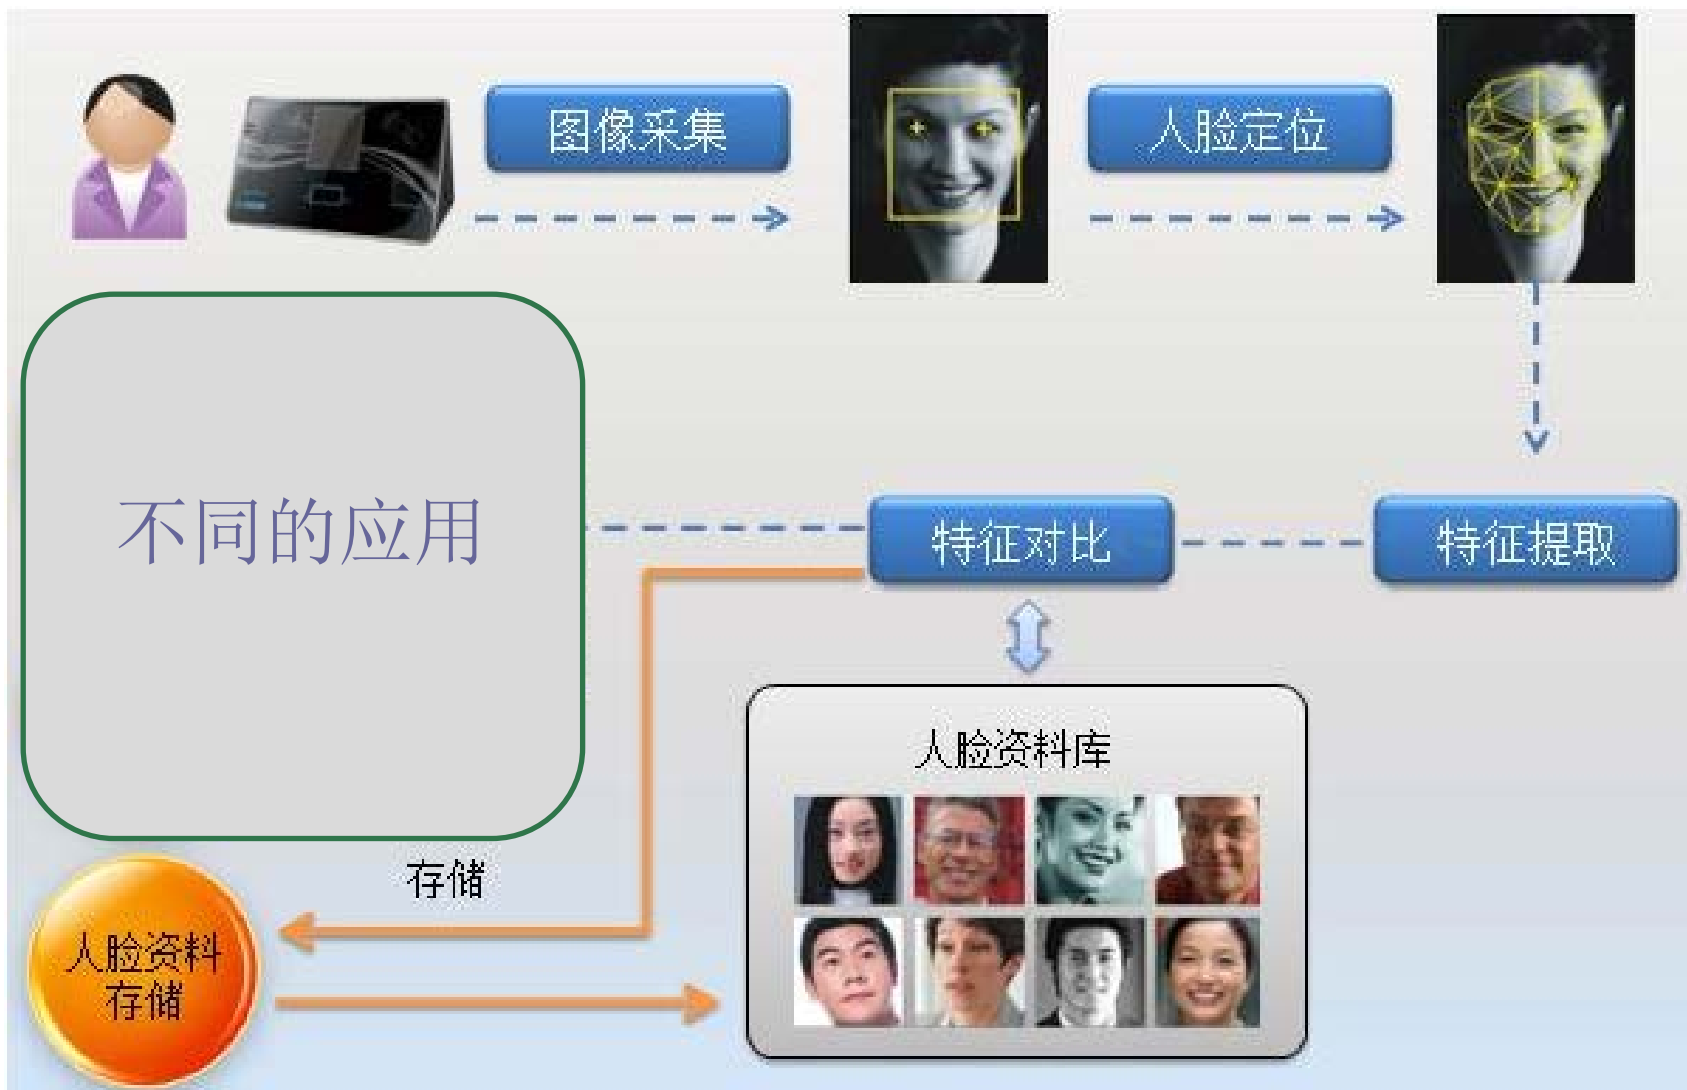 图像采集
人脸定位
不同的应用
特征对比
特征提取
人脸资料库
存储
人脸资料
存储